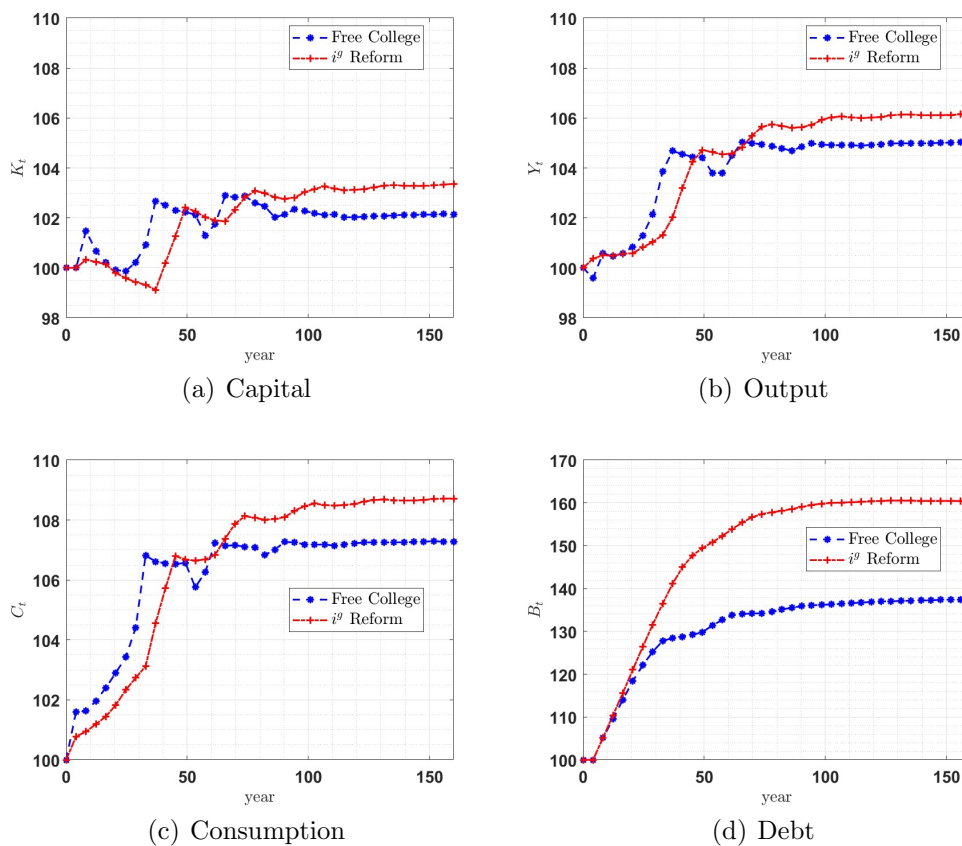 110
108
106
104
102
100
98
K_t
Free College
i^g Reform
0 50 100 150
year
(a) Capital
110
108
106
104
102
100
98
Y_t
Free College
i^g Reform
0 50 100 150
year
(b) Output
110
108
106
104
102
100
C_t
Free College
i^g Reform
0 50 100 150
year
(c) Consumption
170
160
150
140
130
120
110
100
B_t
Free College
i^g Reform
0 50 100 150
year
(d) Debt